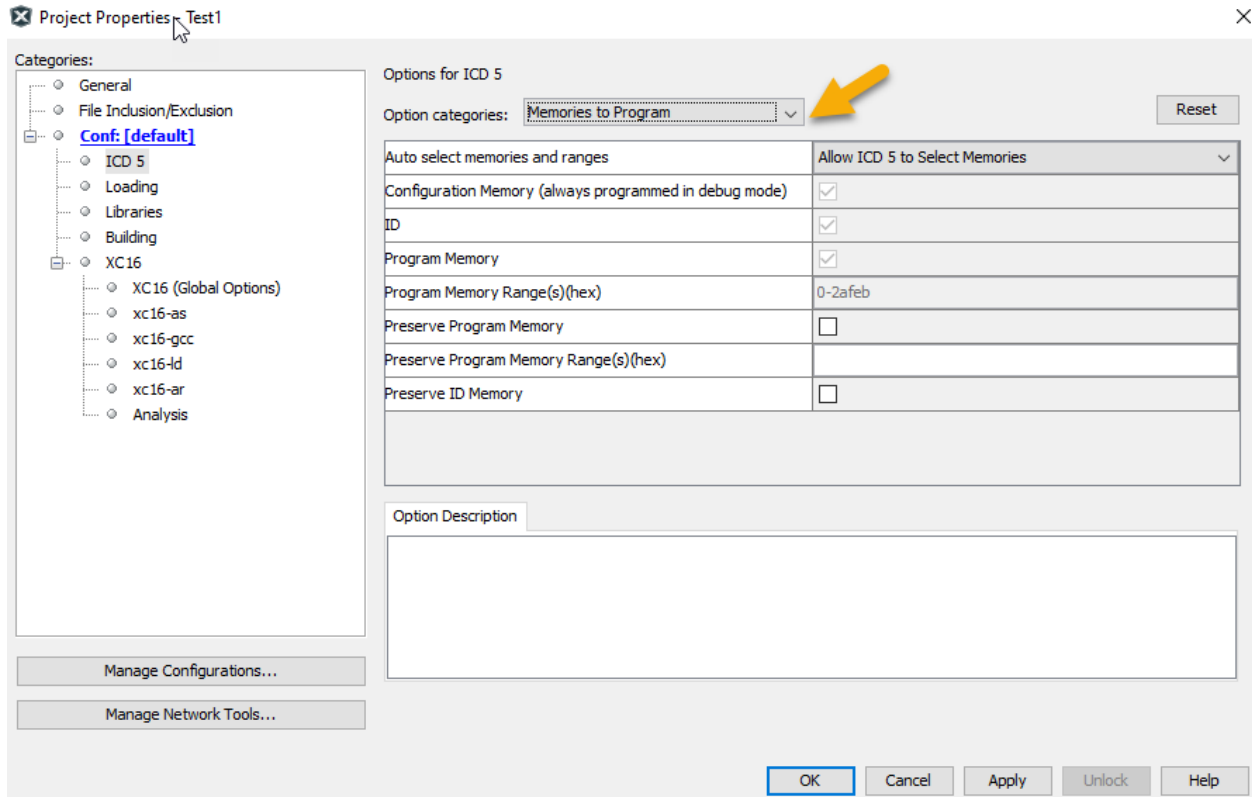 Project Properties - Test1
Categories:
General
File Inclusion/Exclusion
Conf: [default]
ICD 5
Loading
Libraries
Building
XC16
XC16 (Global Options)
xc16-as
xc16-gcc
xc16-ld
xc16-ar
Analysis
Manage Configurations...
Manage Network Tools...
Options for ICD 5
Option categories: Memories to Program Reset
Auto select memories and ranges Allow ICD 5 to Select Memories
Configuration Memory (always programmed in debug mode)
ID
Program Memory
Program Memory Range(s)(hex) 0-2afeb
Preserve Program Memory
Preserve Program Memory Range(s)(hex)
Preserve ID Memory
Option Description
OK Cancel Apply Unlock Help